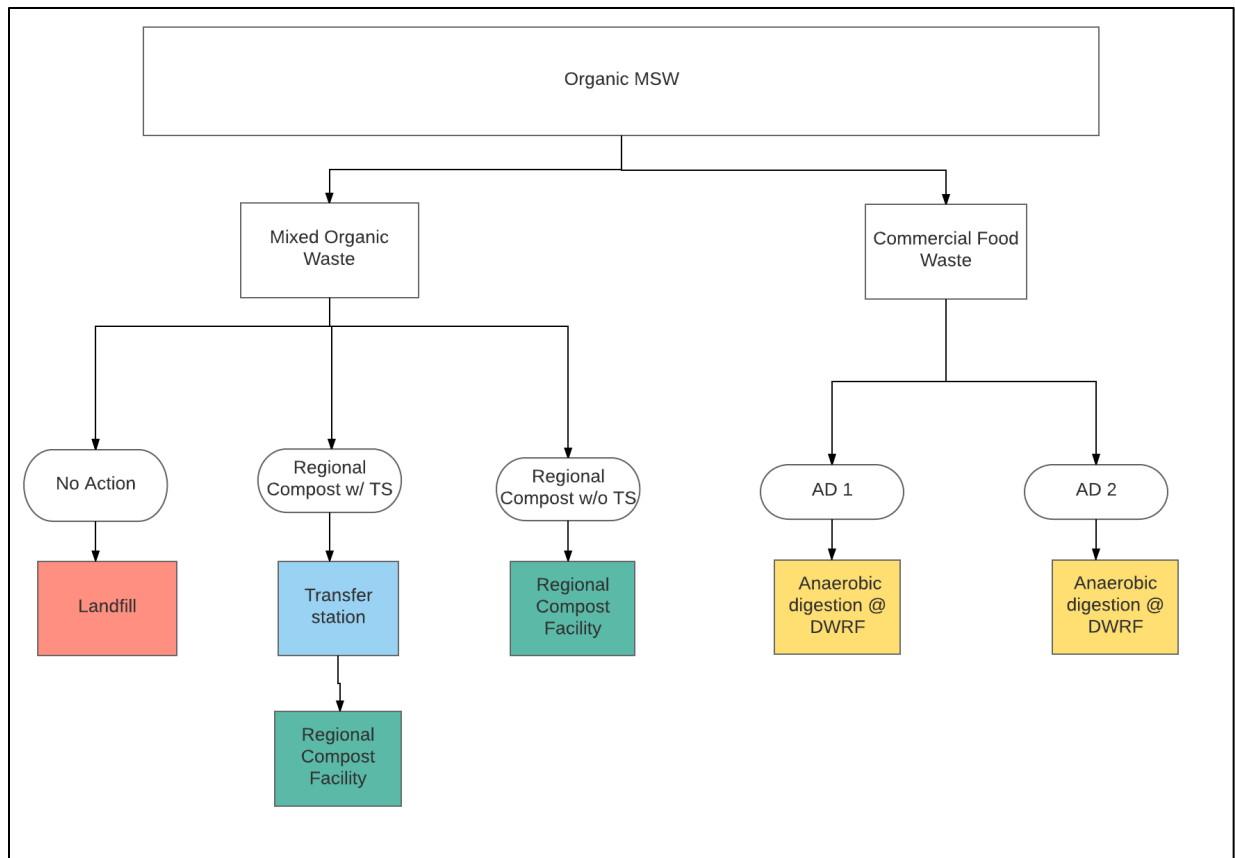 Organic MSW
Mixed Organic
Waste
Commercial Food
Waste
No Action
Regional
Compost w/ TS
Regional
Compost w/o TS
AD 1
AD 2
Landfill
Transfer
station
Regional
Compost
Facility
Anaerobic
digestion @
DWRF
Anaerobic
digestion @
DWRF
Regional
Compost
Facility